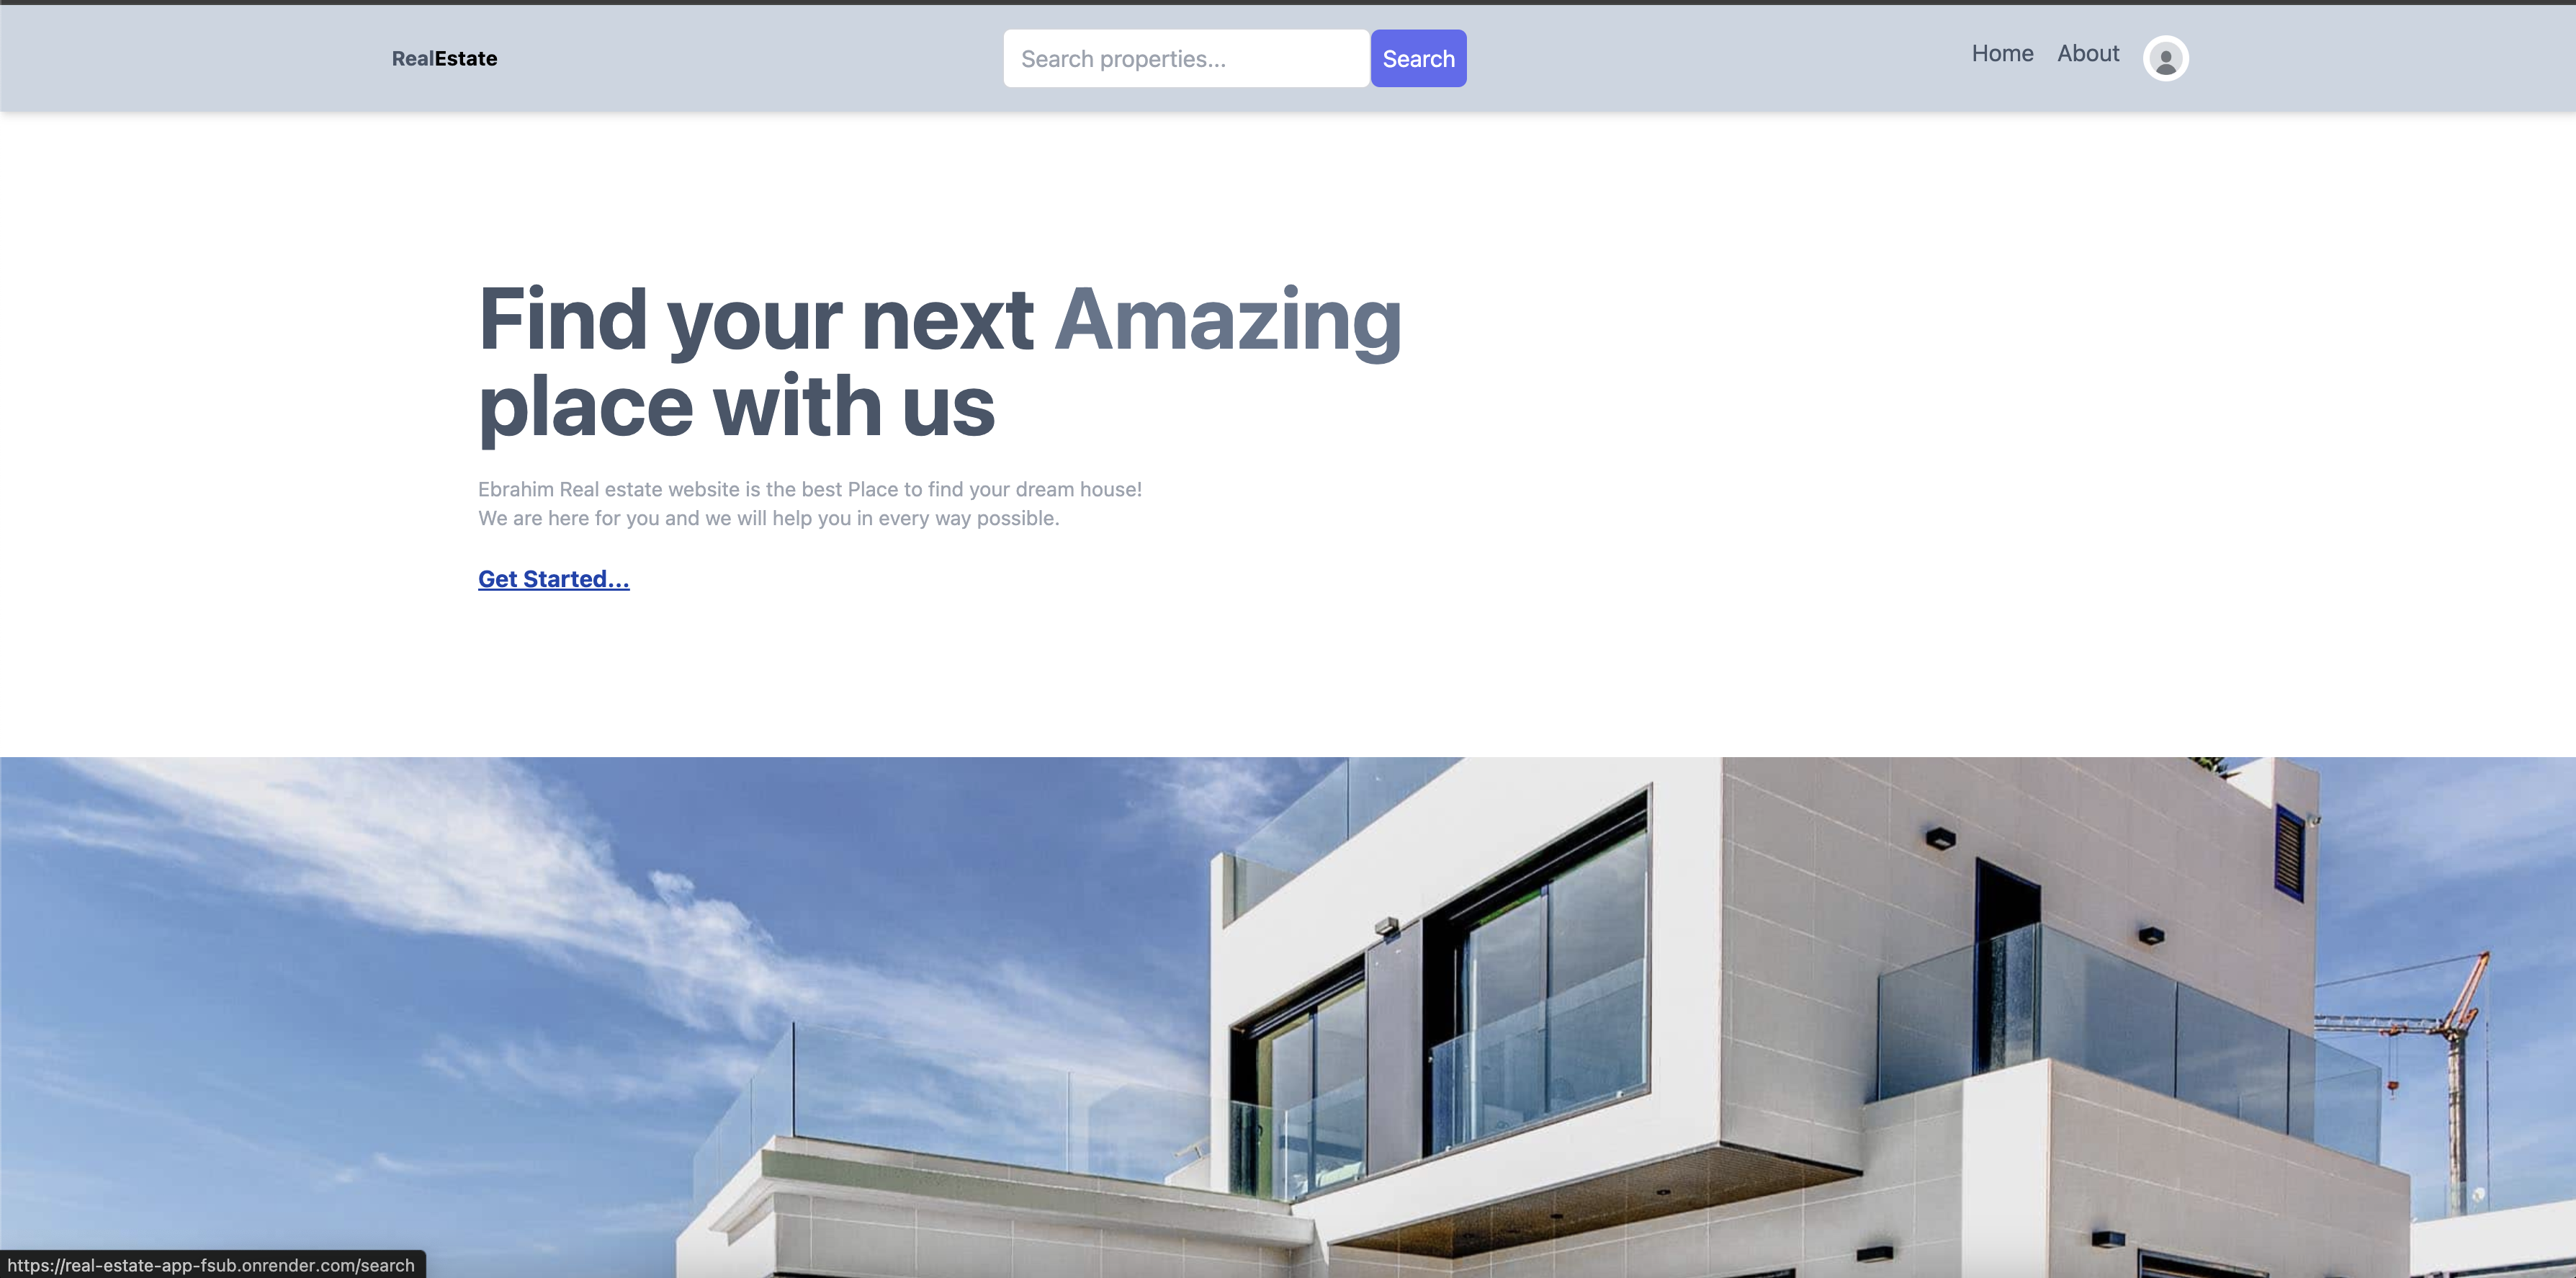 RealEstate
Search properties...
Search
Home
About
Find your next Amazing
place with us
Ebrahim Real estate website is the best Place to find your dream house!
We are here for you and we will help you in every way possible.
Get Started...
https://real-estate-app-fsub.onrender.com/search